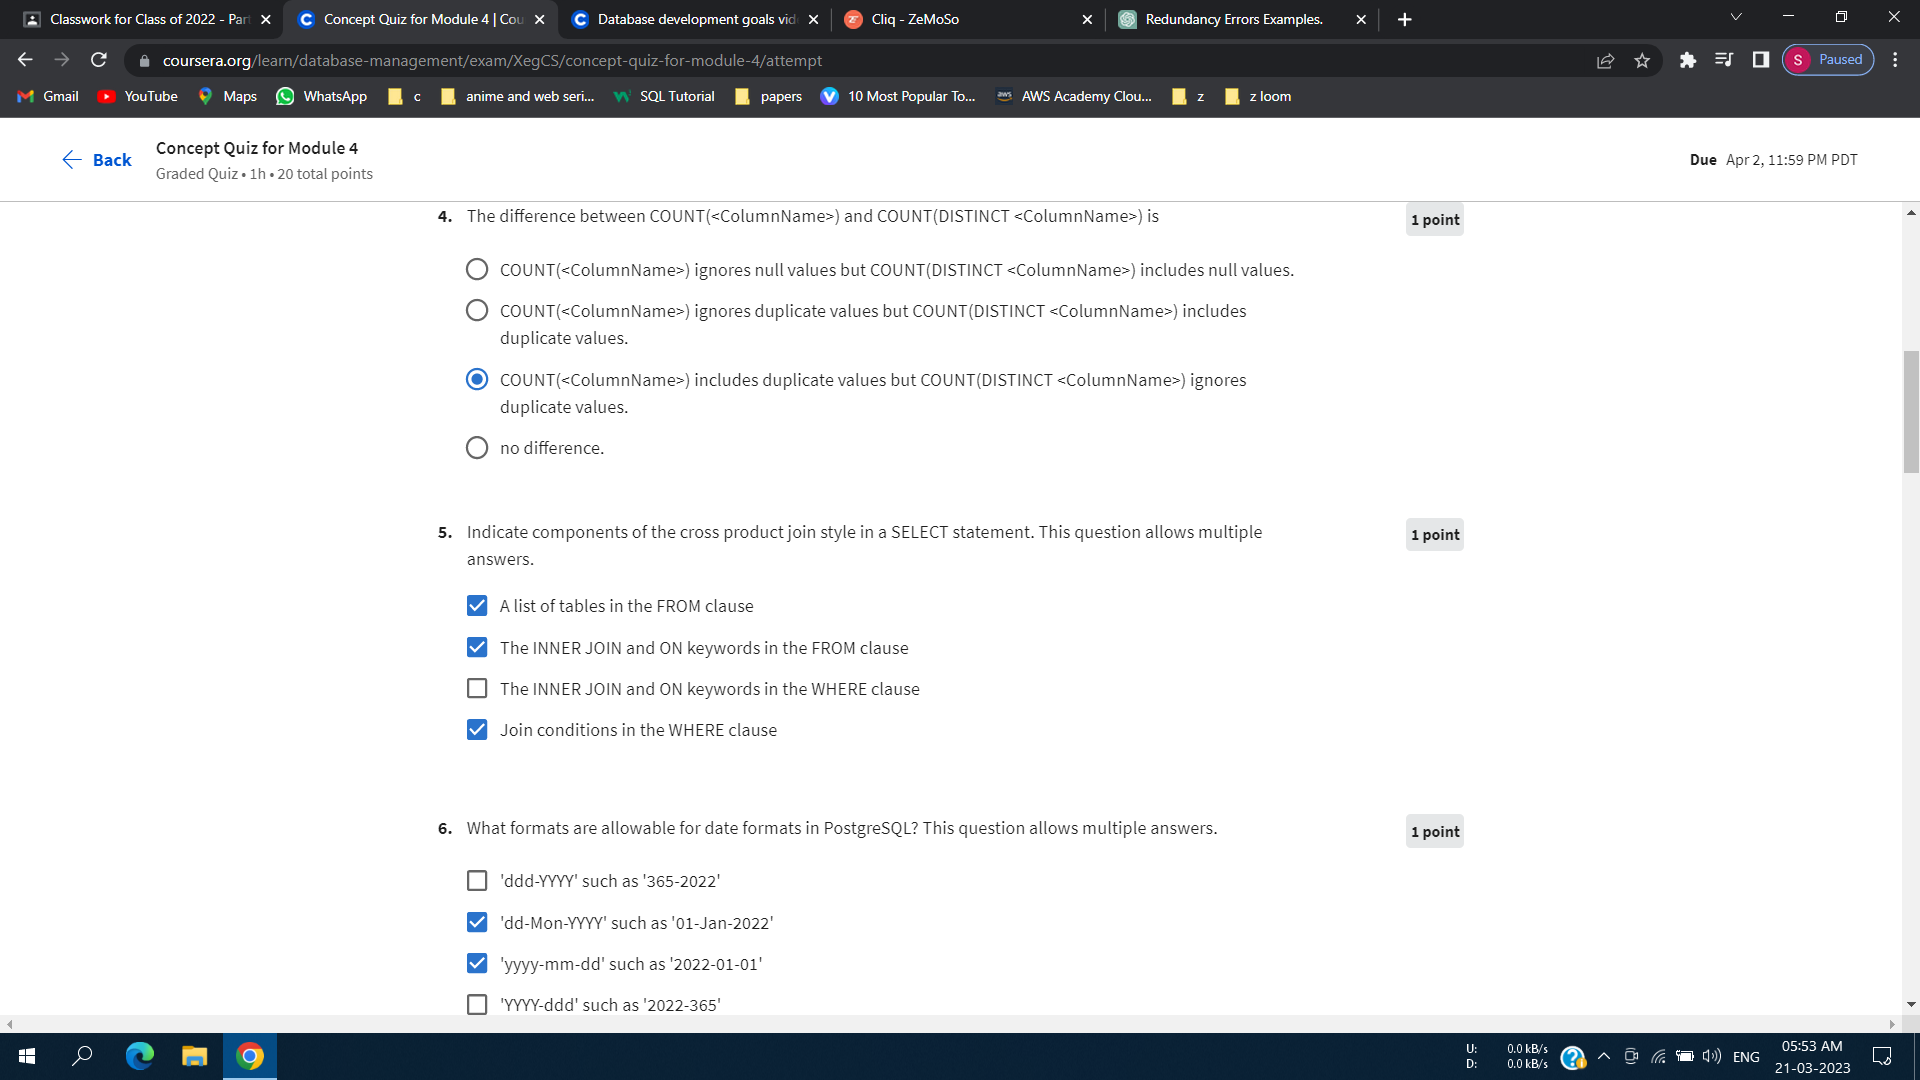 Classwork for Class of 2022 - Par
Concept Quiz for Module 4 | Cou
Database development goals vid
Cliq - ZeMoSo
Redundancy Errors Examples.
coursera.org/learn/database-management/exam/XegCS/concept-quiz-for-module-4/attempt
S Paused
Gmail YouTube Maps WhatsApp c anime and web seri... SQL Tutorial papers 10 Most Popular To... AWS Academy Clou... z z loom
Back
Concept Quiz for Module 4
Graded Quiz • 1h • 20 total points
Due Apr 2, 11:59 PM PDT
4. The difference between COUNT(<ColumnName>) and COUNT(DISTINCT <ColumnName>) is
1 point
COUNT(<ColumnName>) ignores null values but COUNT(DISTINCT <ColumnName>) includes null values.
COUNT(<ColumnName>) ignores duplicate values but COUNT(DISTINCT <ColumnName>) includes
duplicate values.
COUNT(<ColumnName>) includes duplicate values but COUNT(DISTINCT <ColumnName>) ignores
duplicate values.
no difference.
5. Indicate components of the cross product join style in a SELECT statement. This question allows multiple
answers.
1 point
A list of tables in the FROM clause
The INNER JOIN and ON keywords in the FROM clause
The INNER JOIN and ON keywords in the WHERE clause
Join conditions in the WHERE clause
6. What formats are allowable for date formats in PostgreSQL? This question allows multiple answers.
1 point
'ddd-YYYY' such as '365-2022'
'dd-Mon-YYYY' such as '01-Jan-2022'
'yyyy-mm-dd' such as '2022-01-01'
'YYYY-ddd' such as '2022-365'
U: 0.0 kB/s
D: 0.0 kB/s
ENG
05:53 AM
21-03-2023